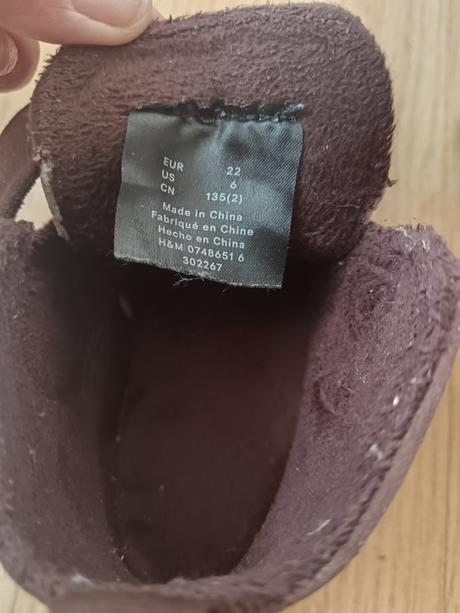 EUR 22
US 6
CN 135(2)
Made in China
Fabriqué en Chine
Hecho en China
H&M 0748651 6
302267